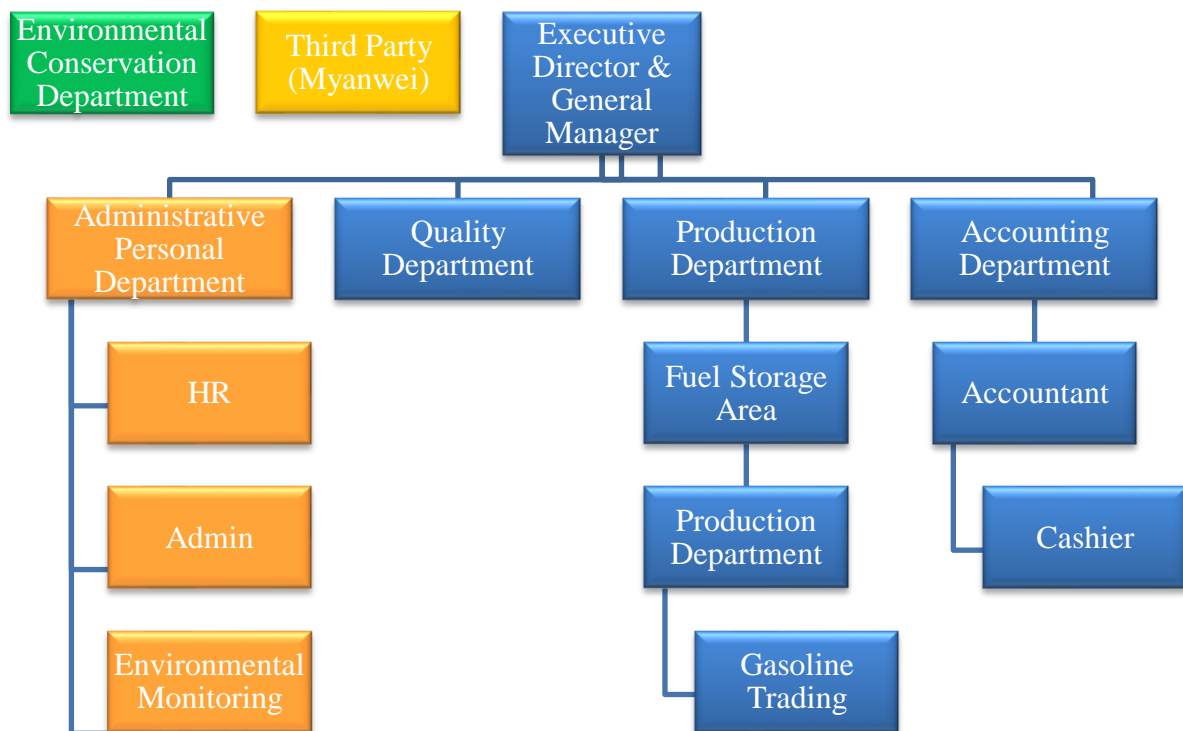 Environmental
Conservation
Department
Third Party
(Myanwei)
Executive
Director &
General
Manager
Administrative
Personal
Department
Quality
Department
Production
Department
Accounting
Department
HR
Fuel Storage
Area
Accountant
Admin
Production
Department
Cashier
Environmental
Monitoring
Gasoline
Trading